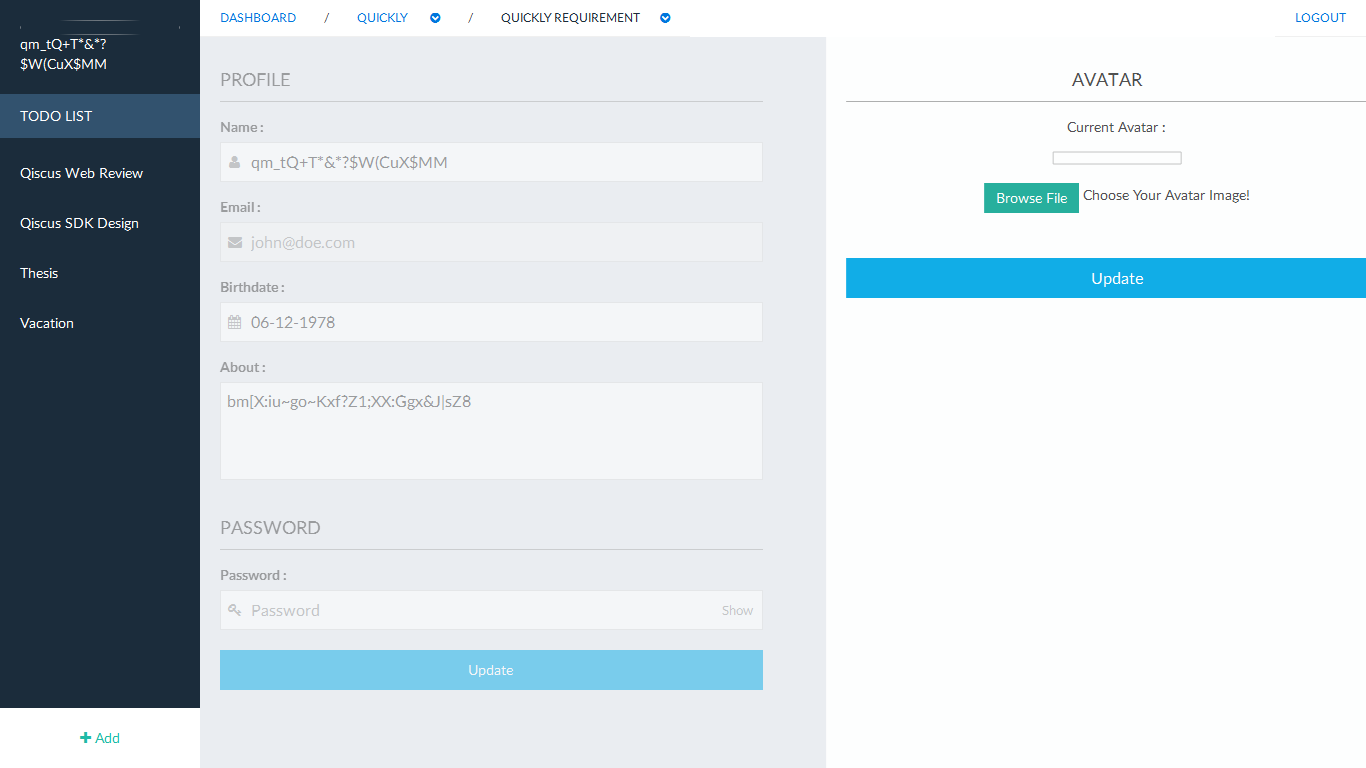 qm_tQ+T*&*?
$W(CuX$MM
TODO LIST
Qiscus Web Review
Qiscus SDK Design
Thesis
Vacation
Add
DASHBOARD / QUICKLY / QUICKLY REQUIREMENT
LOGOUT
PROFILE
Name :
qm_tQ+T*&*?$W(CuX$MM
Email :
john@doe.com
Birthdate :
06-12-1978
About :
bm[X:iu~go~Kxf?Z1;XX:Ggx&J|sZ8
PASSWORD
Password :
Password
Show
Update
AVATAR
Current Avatar :
Browse File Choose Your Avatar Image!
Update